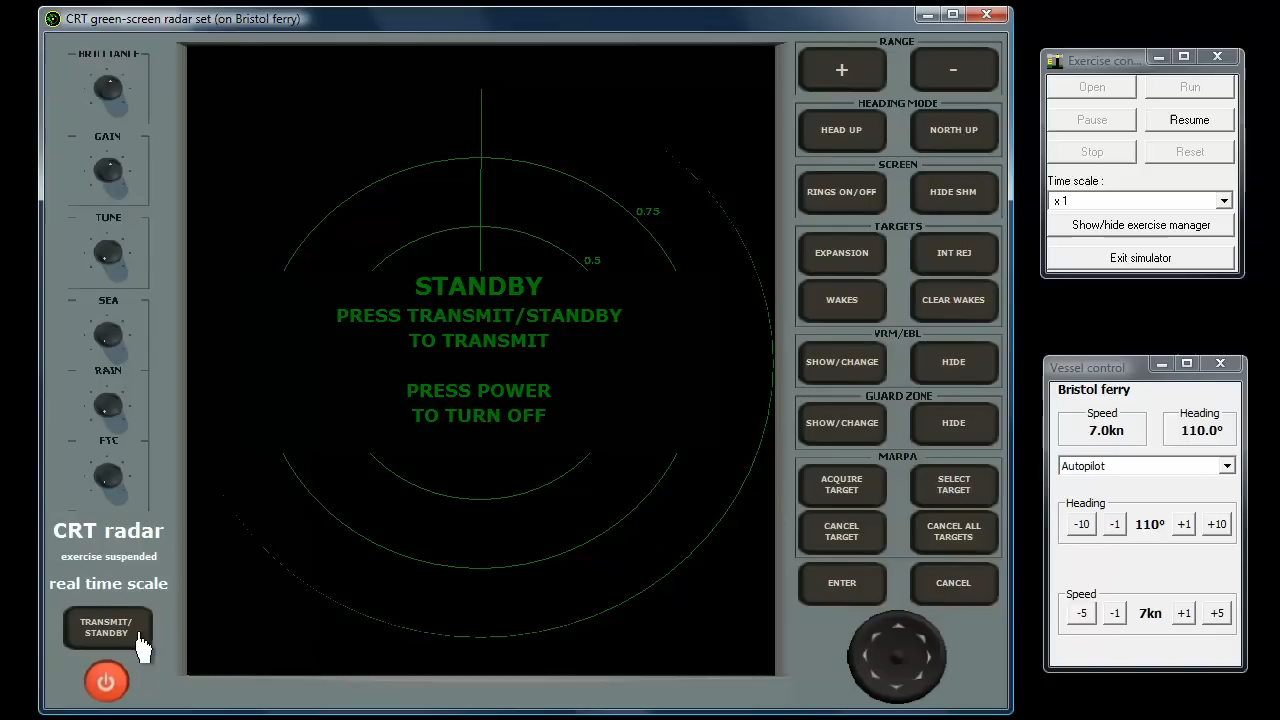 CRT green-screen radar set (on Bristol ferry)
BRILLIANCE
GAIN
TUNE
SEA
RAIN
FTC
CRT radar
exercise suspended
real time scale
TRANSMIT/
STANDBY
0.75
0.5
STANDBY
PRESS TRANSMIT/STANDBY
TO TRANSMIT
PRESS POWER
TO TURN OFF
RANGE
+ -
HEADING MODE
HEAD UP NORTH UP
SCREEN
RINGS ON/OFF HIDE SHM
TARGETS
EXPANSION INT REJ
WAKES CLEAR WAKES
VRM/EBL
SHOW/CHANGE HIDE
GUARD ZONE
SHOW/CHANGE HIDE
MARPA
ACQUIRE SELECT
TARGET TARGET
CANCEL CANCEL ALL
TARGET TARGETS
ENTER CANCEL
Exercise con...
Open Run
Pause Resume
Stop Reset
Time scale :
x 1
Show/hide exercise manager
Exit simulator
Vessel control
Bristol ferry
Speed Heading
7.0kn 110.0°
Autopilot
Heading
-10 -1 110° +1 +10
Speed
-5 -1 7kn +1 +5